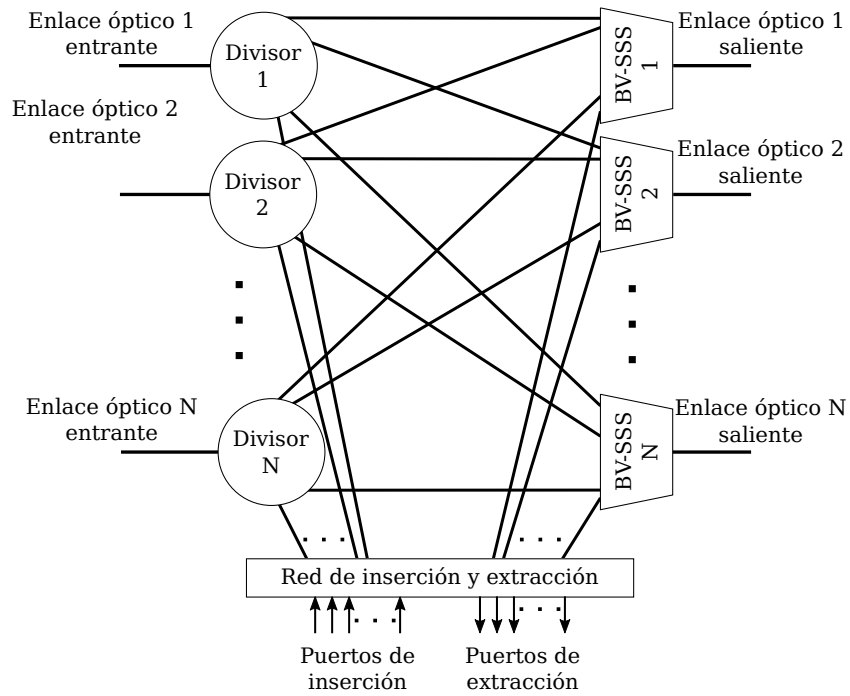 Enlace óptico 1
entrante
Divisor
1
BV-SSS
1
Enlace óptico 1
saliente
Enlace óptico 2
entrante
Divisor
2
BV-SSS
2
Enlace óptico 2
saliente
Enlace óptico N
entrante
Divisor
N
BV-SSS
N
Enlace óptico N
saliente
Red de inserción y extracción
Puertos de
inserción
Puertos de
extracción